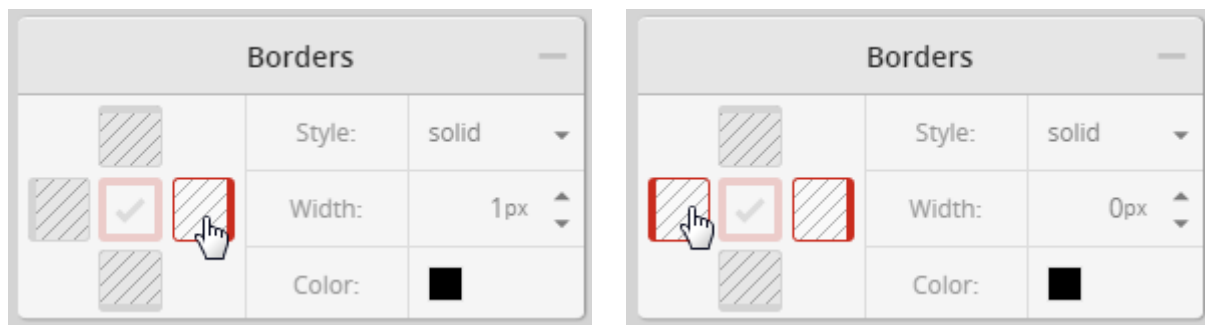 Borders
Style: solid
Width: 1px
Color:
Borders
Style: solid
Width: 0px
Color: